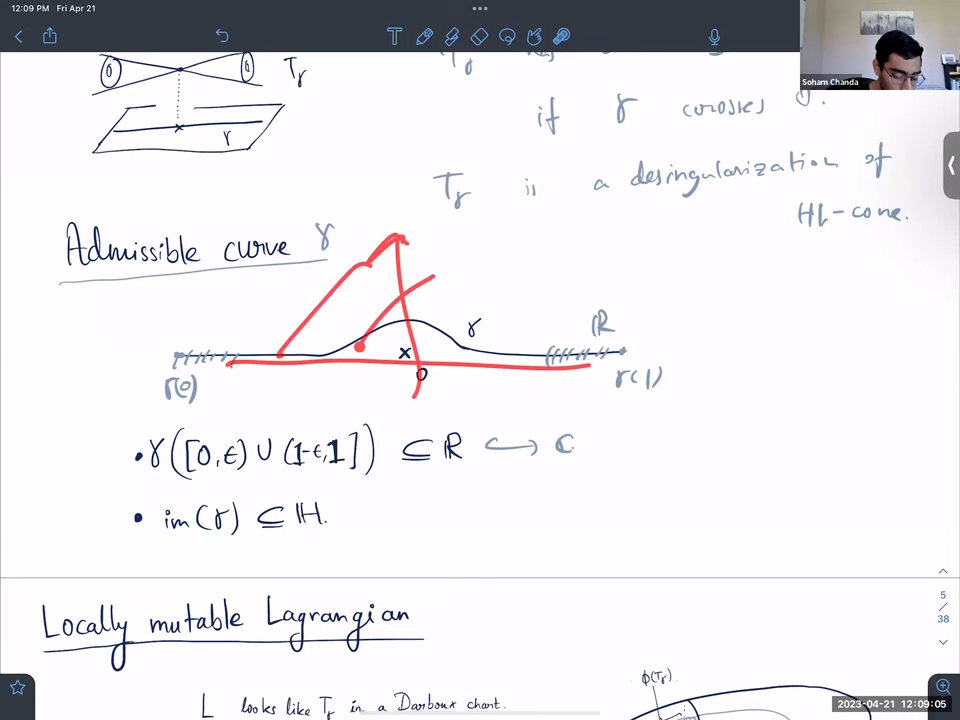 12:09 PM Fri Apr 21
Soham Chanda
T_γ
γ
if γ crosses 0.
T_γ is a desingularization of
HL-cone.
Admissible curve γ
γ
ℝ
x
0
γ(0)
γ(1)
• γ([0,ϵ) ∪ (1-ϵ,1]) ⊆ ℝ ↪ ℂ
• im(γ) ⊆ ℍ.
5
/
38
Locally mutable Lagrangian
ϕ(T_γ)
L looks like T_γ in a Darboux chart.
2023-04-21 12:09:05